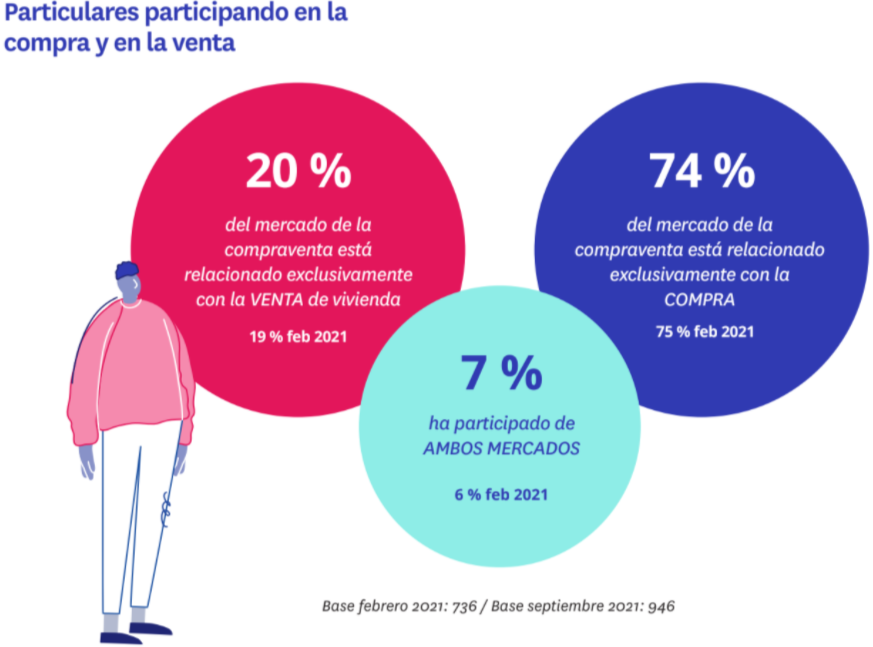 Particulares participando en la
compra y en la venta
20 %
del mercado de la
compraventa está
relacionado exclusivamente
con la VENTA de vivienda
19 % feb 2021
74 %
del mercado de la
compraventa está relacionado
exclusivamente con la
COMPRA
75 % feb 2021
7 %
ha participado de
AMBOS MERCADOS
6 % feb 2021
Base febrero 2021: 736 / Base septiembre 2021: 946